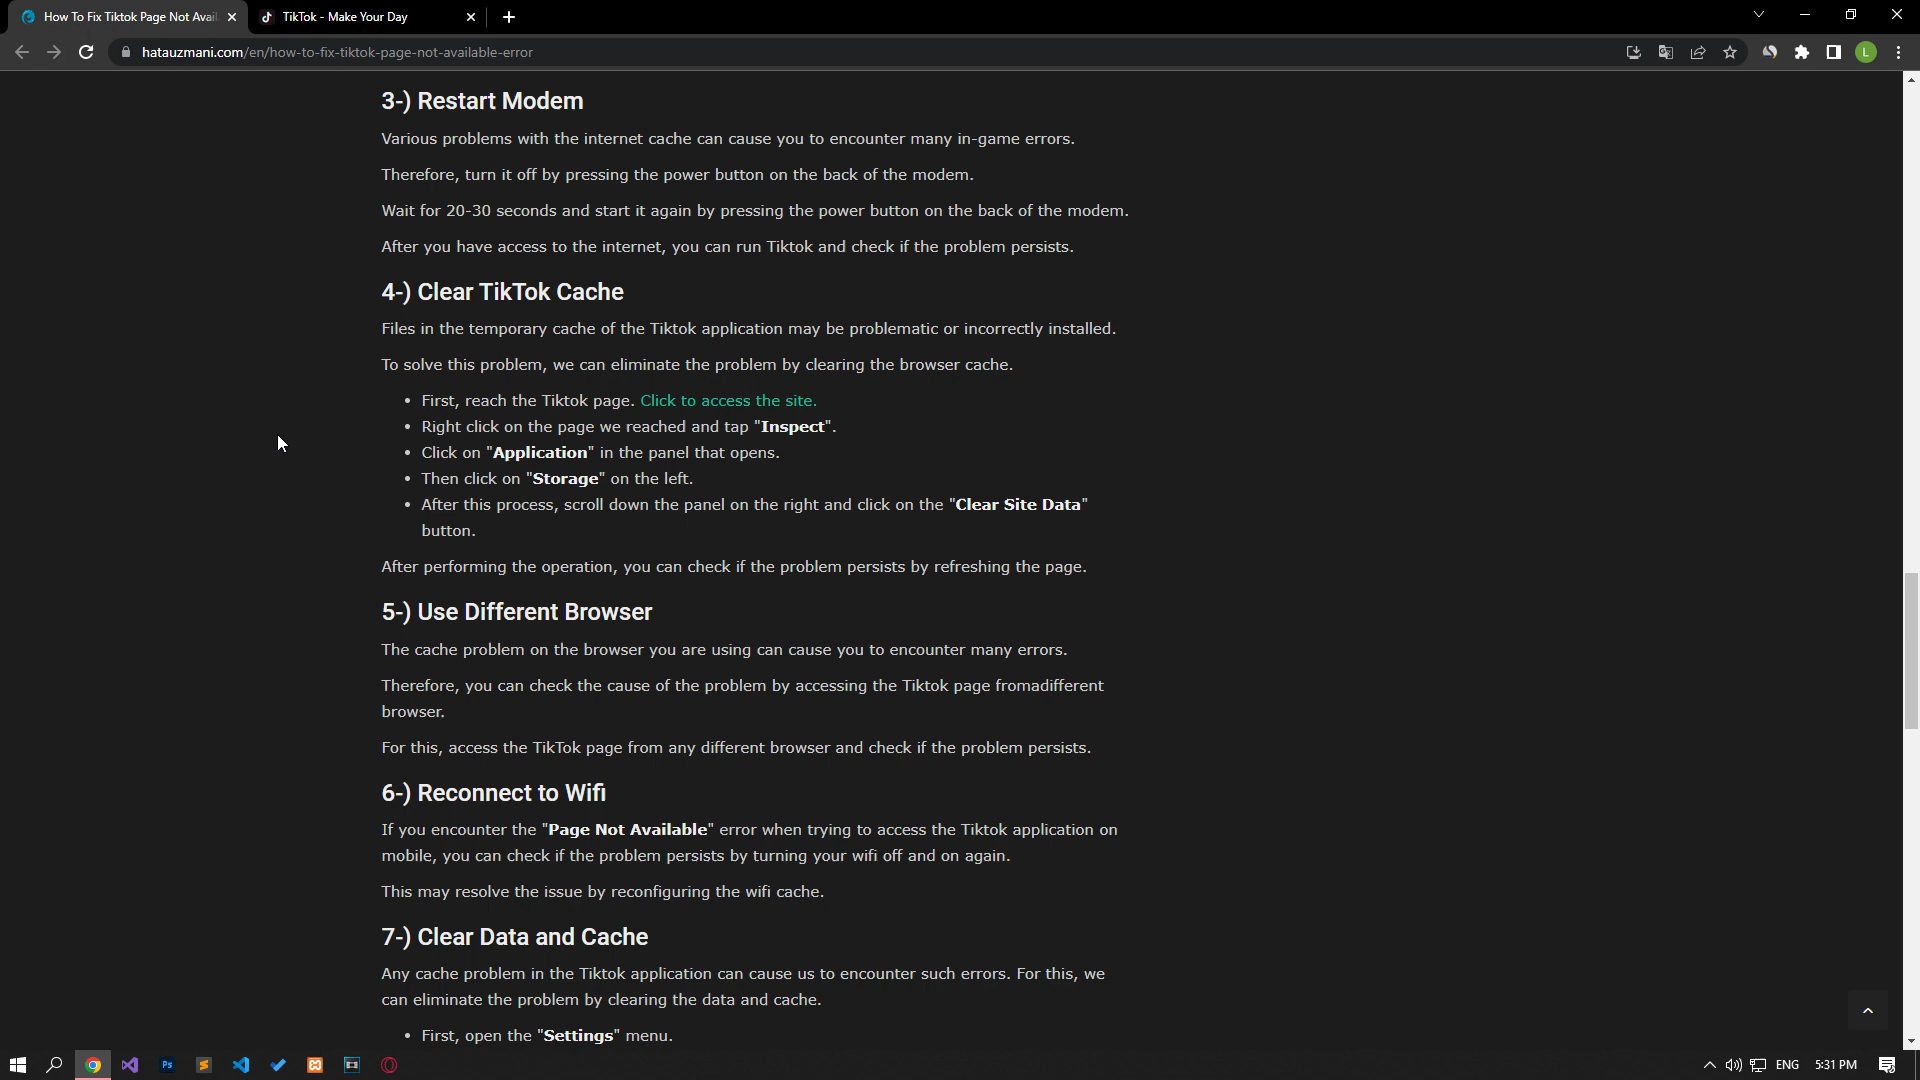 How To Fix Tiktok Page Not Avail
TikTok - Make Your Day
hatauzmani.com/en/how-to-fix-tiktok-page-not-available-error
L
3-) Restart Modem
Various problems with the internet cache can cause you to encounter many in-game errors.
Therefore, turn it off by pressing the power button on the back of the modem.
Wait for 20-30 seconds and start it again by pressing the power button on the back of the modem.
After you have access to the internet, you can run Tiktok and check if the problem persists.
4-) Clear TikTok Cache
Files in the temporary cache of the Tiktok application may be problematic or incorrectly installed.
To solve this problem, we can eliminate the problem by clearing the browser cache.
• First, reach the Tiktok page. Click to access the site.
• Right click on the page we reached and tap "Inspect".
• Click on "Application" in the panel that opens.
• Then click on "Storage" on the left.
• After this process, scroll down the panel on the right and click on the "Clear Site Data"
button.
After performing the operation, you can check if the problem persists by refreshing the page.
5-) Use Different Browser
The cache problem on the browser you are using can cause you to encounter many errors.
Therefore, you can check the cause of the problem by accessing the Tiktok page fromadifferent
browser.
For this, access the TikTok page from any different browser and check if the problem persists.
6-) Reconnect to Wifi
If you encounter the "Page Not Available" error when trying to access the Tiktok application on
mobile, you can check if the problem persists by turning your wifi off and on again.
This may resolve the issue by reconfiguring the wifi cache.
7-) Clear Data and Cache
Any cache problem in the Tiktok application can cause us to encounter such errors. For this, we
can eliminate the problem by clearing the data and cache.
• First, open the "Settings" menu.
Ps
ENG
5:31 PM